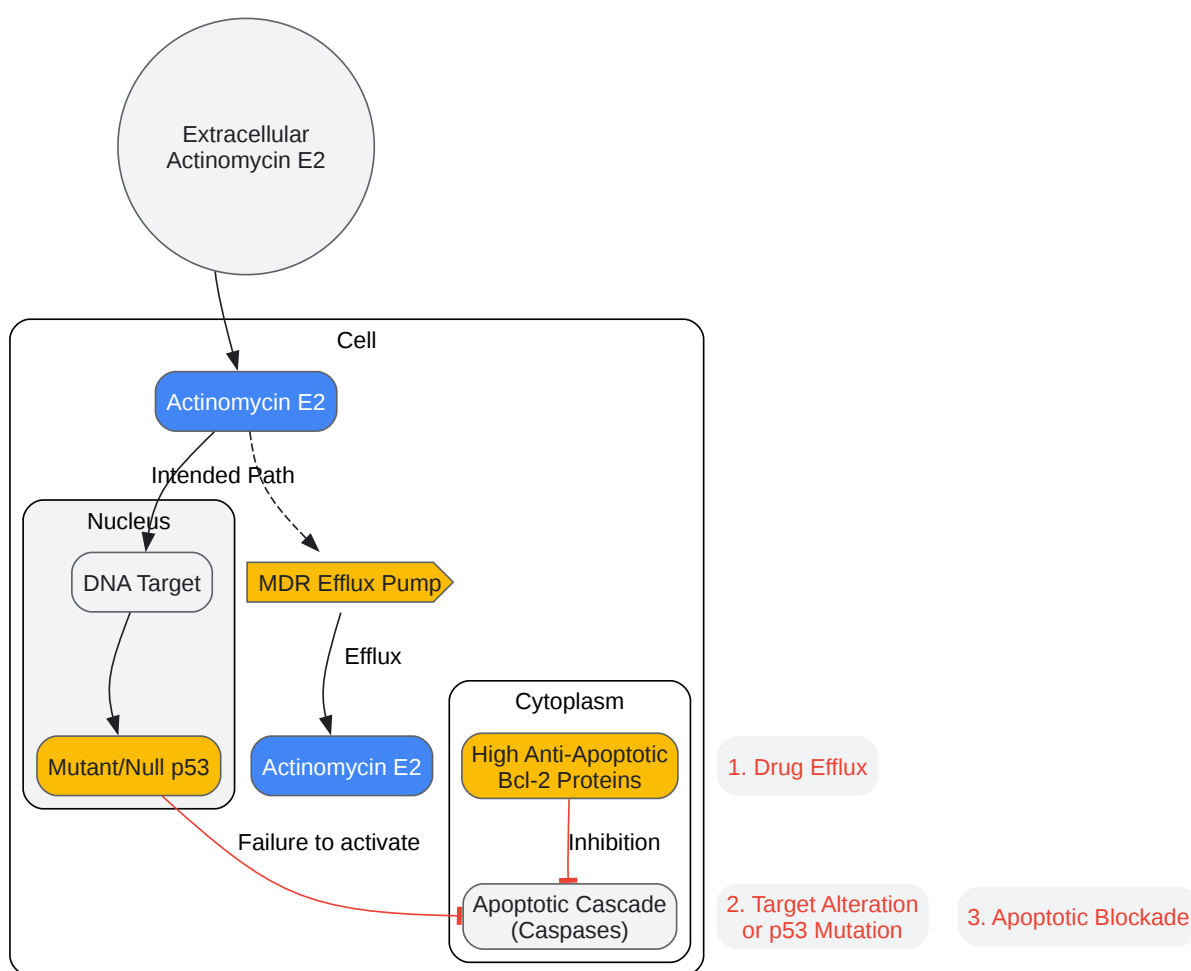 Extracellular
Actinomycin E2
Cell
Actinomycin E2
Intended Path
Nucleus
DNA Target
MDR Efflux Pump
Efflux
Cytoplasm
Mutant/Null p53
Actinomycin E2
High Anti-Apoptotic
Bcl-2 Proteins
1. Drug Efflux
Failure to activate
Inhibition
Apoptotic Cascade
(Caspases)
2. Target Alteration
or p53 Mutation
3. Apoptotic Blockade